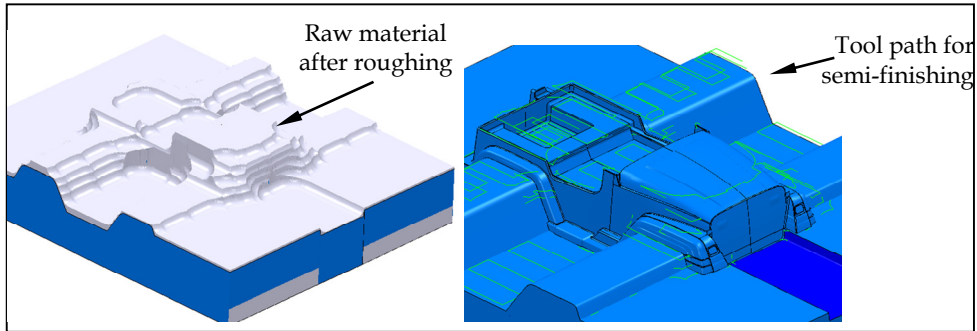 Raw material
after roughing
Tool path for
semi-finishing